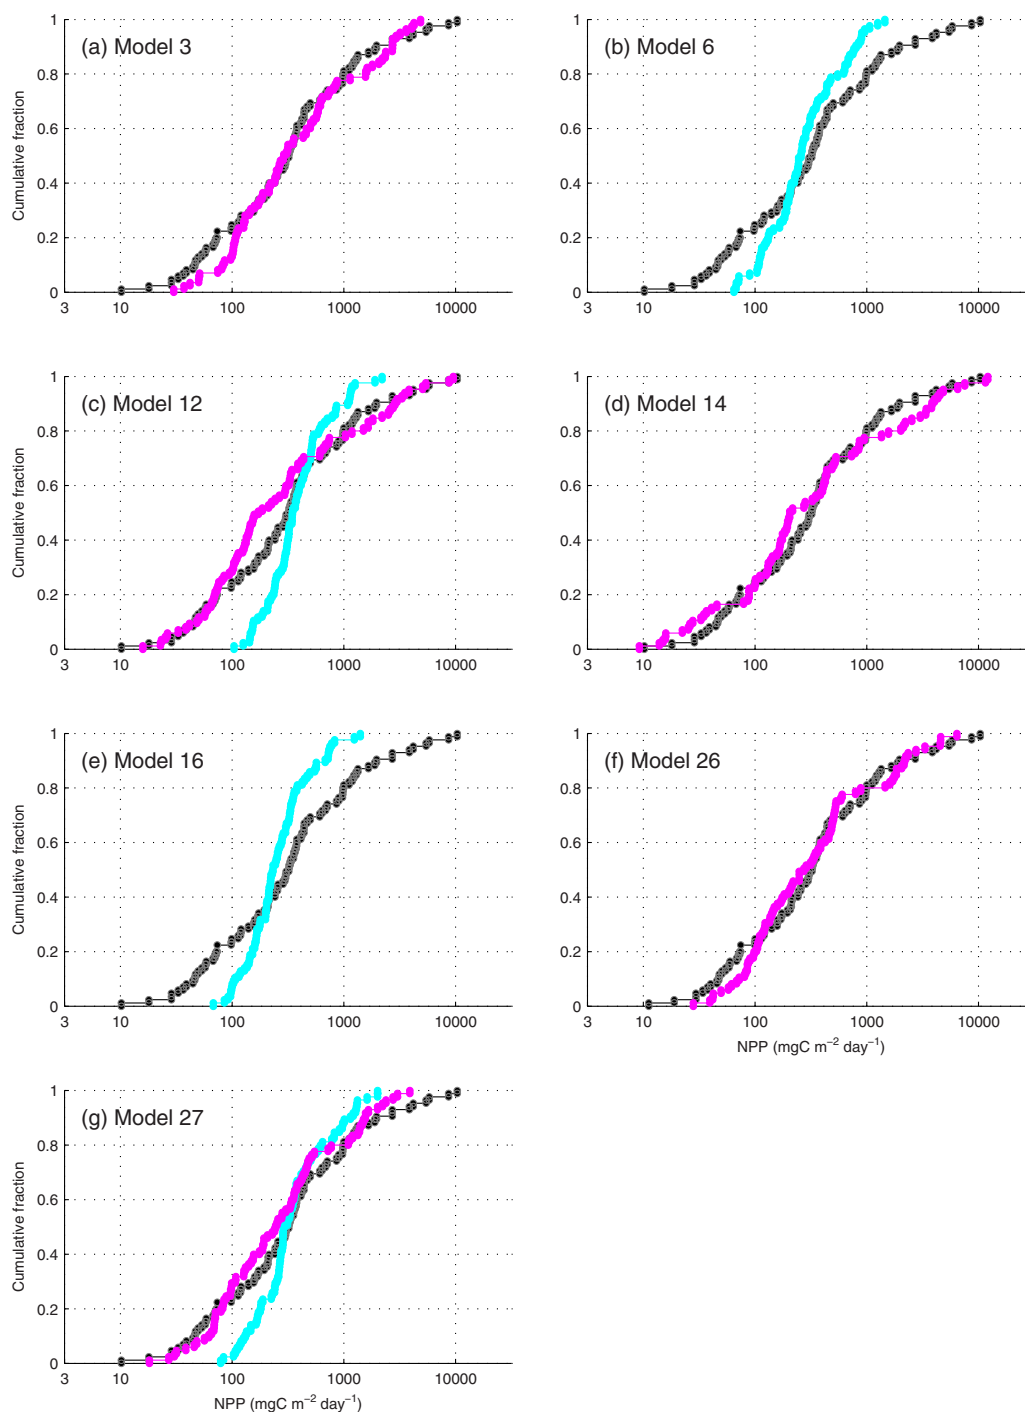 (a) Model 3
1
0.8
0.6
0.4
0.2
0
Cumulative fraction
3 10 100 1000 10000
(b) Model 6
1
0.8
0.6
0.4
0.2
0
Cumulative fraction
3 10 100 1000 10000
(c) Model 12
1
0.8
0.6
0.4
0.2
0
Cumulative fraction
3 10 100 1000 10000
(d) Model 14
1
0.8
0.6
0.4
0.2
0
Cumulative fraction
3 10 100 1000 10000
(e) Model 16
1
0.8
0.6
0.4
0.2
0
Cumulative fraction
3 10 100 1000 10000
(f) Model 26
1
0.8
0.6
0.4
0.2
0
Cumulative fraction
3 10 100 1000 10000
NPP (mgC m⁻² day⁻¹)
(g) Model 27
1
0.8
0.6
0.4
0.2
0
Cumulative fraction
3 10 100 1000 10000
NPP (mgC m⁻² day⁻¹)